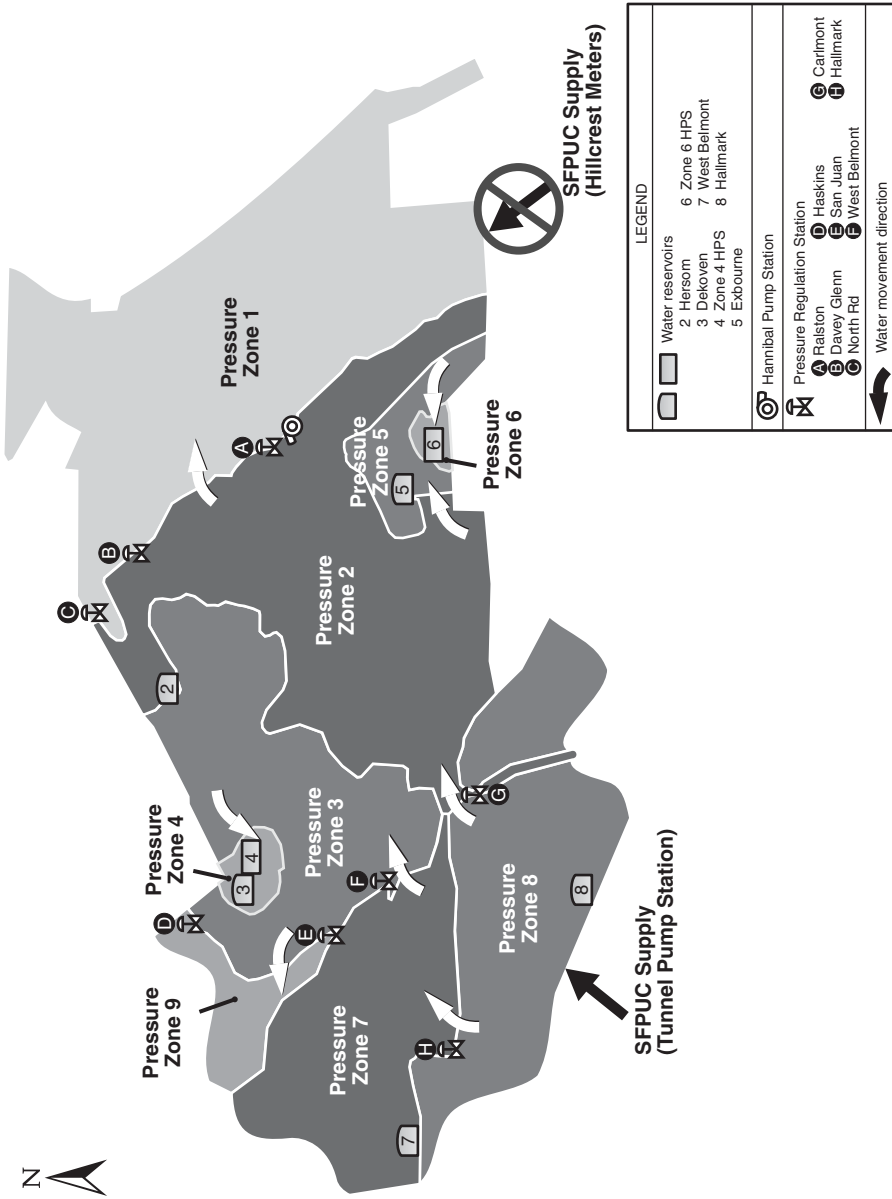 N
Pressure
Zone 9
Pressure
Zone 4
Pressure
Zone 7
Pressure
Zone 3
Pressure
Zone 8
Pressure
Zone 2
Pressure
Zone 1
Pressure
Zone 5
Pressure
Zone 6
7
H
D
E
3
4
F
8
G
2
C
B
A
5
6
SFPUC Supply
(Tunnel Pump Station)
SFPUC Supply
(Hillcrest Meters)
LEGEND
Water reservoirs
2 Hersom
3 Dekoven
4 Zone 4 HPS
5 Exbourne
6 Zone 6 HPS
7 West Belmont
8 Hallmark
Hannibal Pump Station
Pressure Regulation Station
A Ralston
B Davey Glenn
C North Rd
D Haskins
E San Juan
F West Belmont
G Carlmont
H Hallmark
Water movement direction